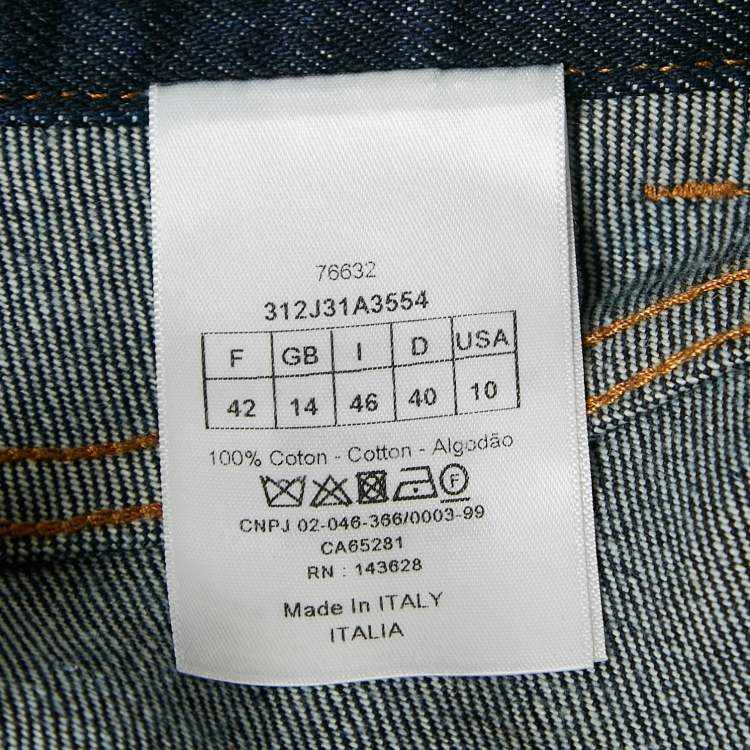 76632
312J31A3554
F GB I D USA
42 14 46 40 10
100% Coton - Cotton - Algodão
F
CNPJ 02-046-366/0003-99
CA65281
RN : 143628
Made In ITALY
ITALIA